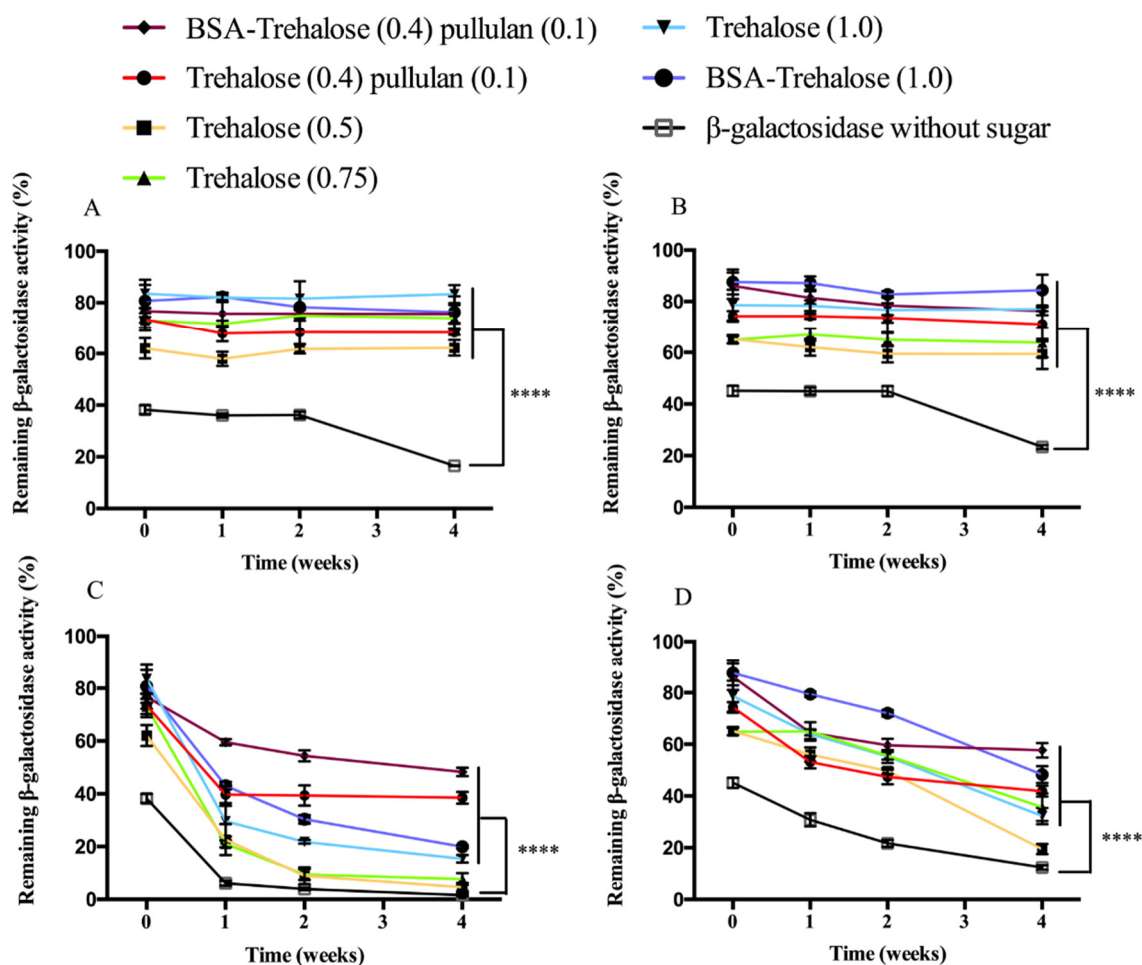 BSA-Trehalose (0.4) pullulan (0.1)
Trehalose (0.4) pullulan (0.1)
Trehalose (0.5)
Trehalose (0.75)
Trehalose (1.0)
BSA-Trehalose (1.0)
β-galactosidase without sugar
A
Remaining β-galactosidase activity (%)
100
80
60
40
20
0
0 1 2 3 4
Time (weeks)
****
B
Remaining β-galactosidase activity (%)
100
80
60
40
20
0
0 1 2 3 4
Time (weeks)
****
C
Remaining β-galactosidase activity (%)
100
80
60
40
20
0
0 1 2 3 4
Time (weeks)
****
D
Remaining β-galactosidase activity (%)
100
80
60
40
20
0
0 1 2 3 4
Time (weeks)
****